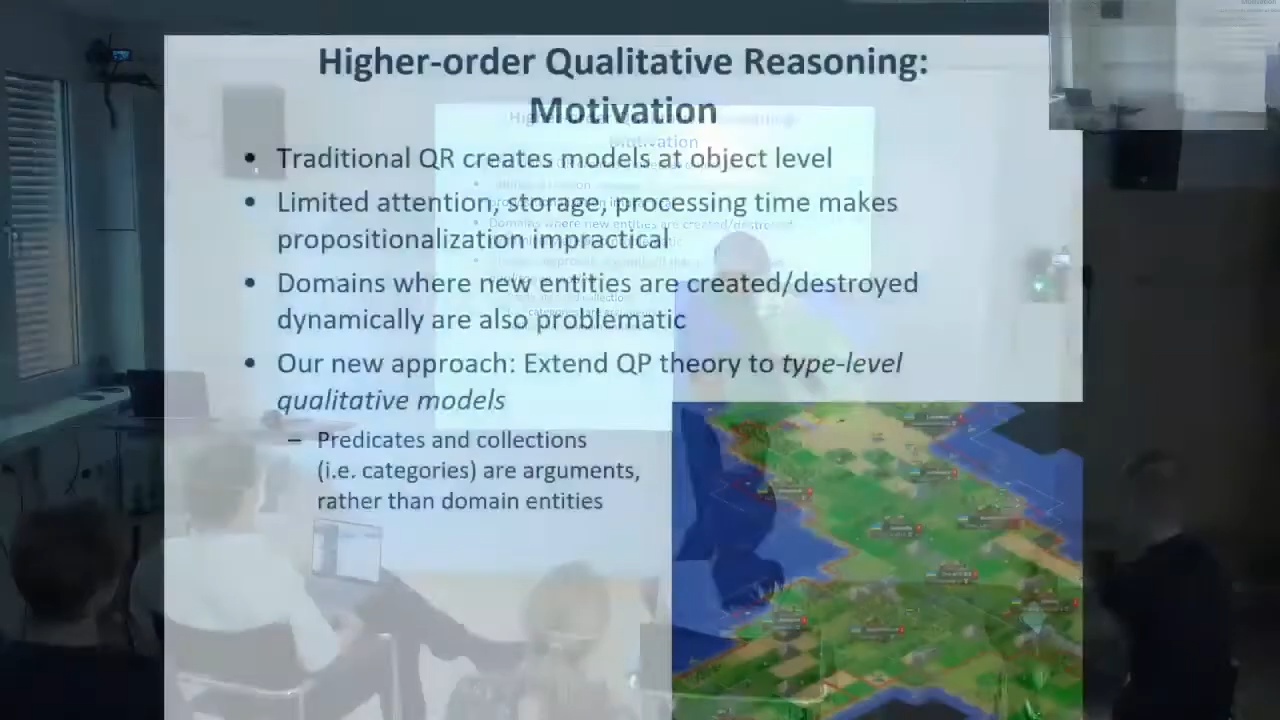 Higher-order Qualitative Reasoning:
Motivation
• Traditional QR creates models at object level
• Limited attention, storage, processing time makes
propositionalization impractical
• Domains where new entities are created/destroyed
dynamically are also problematic
• Our new approach: Extend QP theory to type-level
qualitative models
– Predicates and collections
(i.e. categories) are arguments,
rather than domain entities